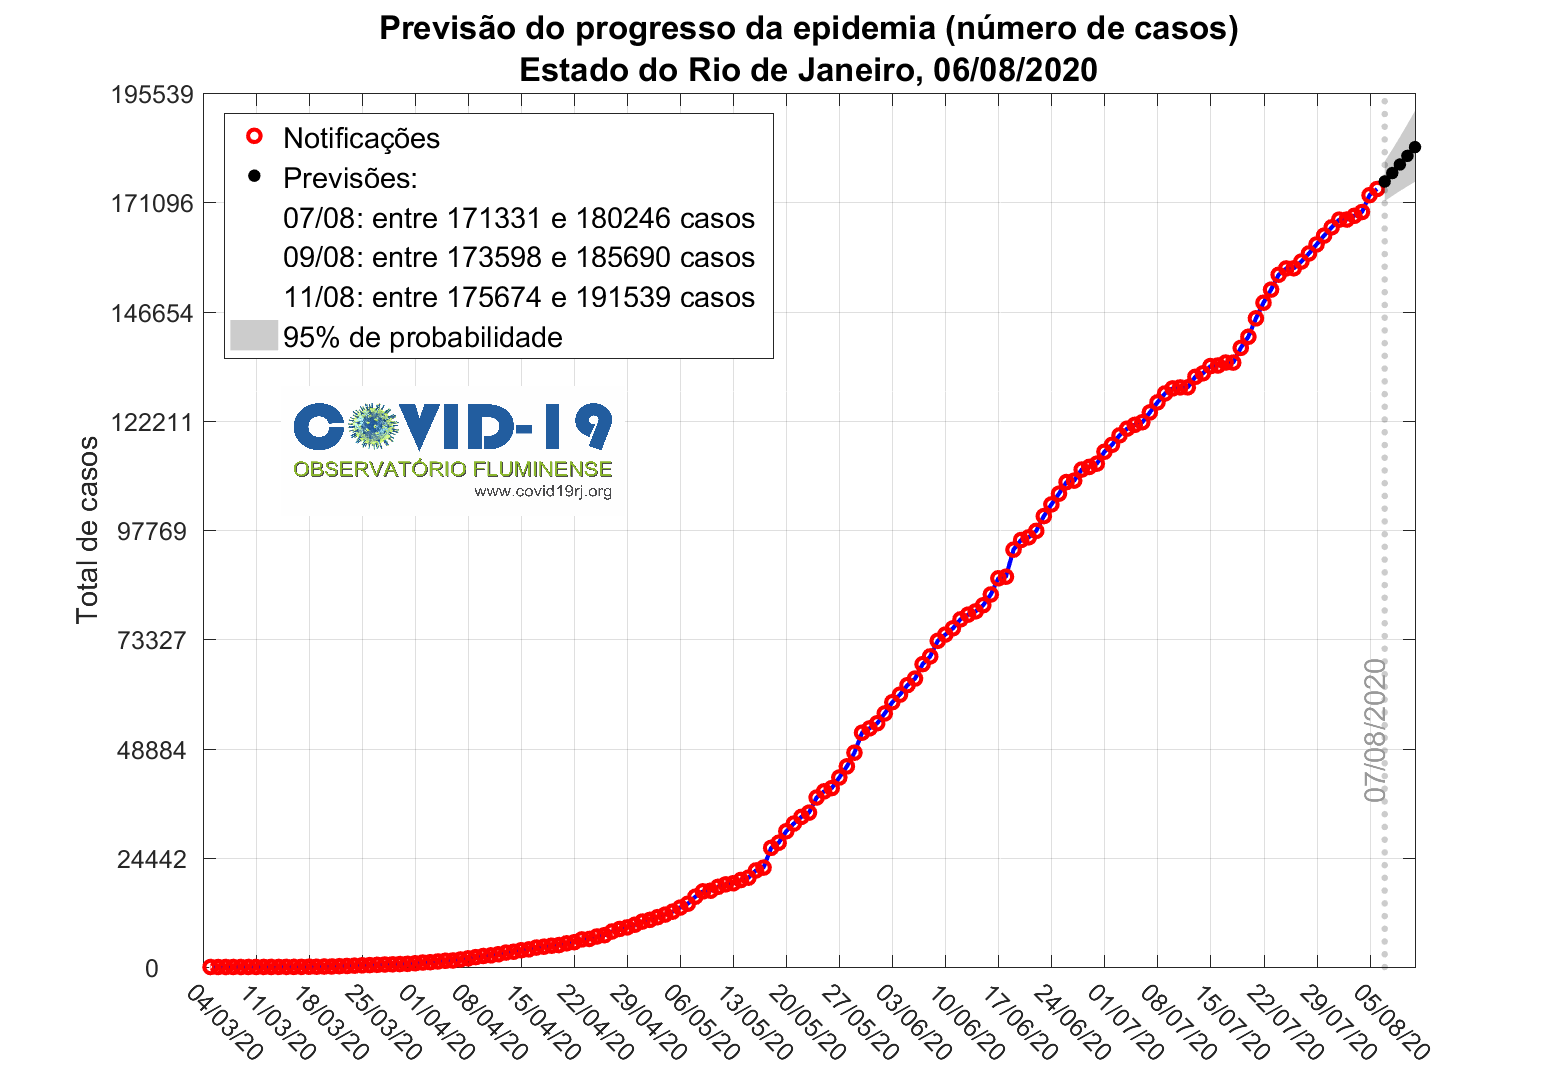 Previsão do progresso da epidemia (número de casos)
Estado do Rio de Janeiro, 06/08/2020
195539
171096
146654
122211
97769
73327
48884
24442
0
Total de casos
Notificações
Previsões:
07/08: entre 171331 e 180246 casos
09/08: entre 173598 e 185690 casos
11/08: entre 175674 e 191539 casos
95% de probabilidade
COVID-19
OBSERVATÓRIO FLUMINENSE
www.covid19rj.org
07/08/2020
04/03/20
11/03/20
18/03/20
25/03/20
01/04/20
08/04/20
15/04/20
22/04/20
29/04/20
06/05/20
13/05/20
20/05/20
27/05/20
03/06/20
10/06/20
17/06/20
24/06/20
01/07/20
08/07/20
15/07/20
22/07/20
29/07/20
05/08/20